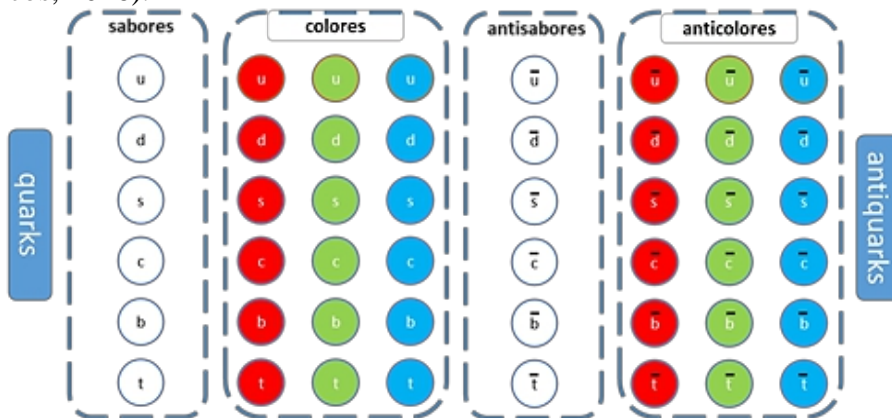 sabores colores antisabores anticolores
u u u u u̅ u̅ u̅ u̅
d d d d d̅ d̅ d̅ d̅
quarks antiquarks
s s s s s̅ s̅ s̅ s̅
c c c c c̅ c̅ c̅ c̅
b b b b b̅ b̅ b̅ b̅
t t t t t̅ t̅ t̅ t̅